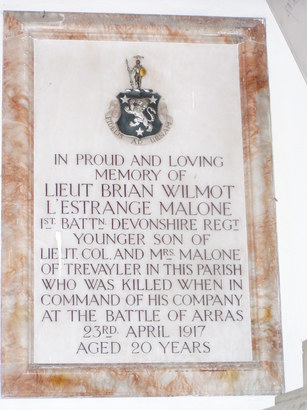 IN PROUD AND LOVING
MEMORY OF
LIEUT BRIAN WILMOT
L'ESTRANGE MALONE
1ST. BATTN. DEVONSHIRE REGT
YOUNGER SON OF
LIEUT. COL. AND MRS. MALONE
OF TREVAYLER IN THIS PARISH
WHO WAS KILLED WHEN IN
COMMAND OF HIS COMPANY
AT THE BATTLE OF ARRAS
23RD. APRIL 1917
AGED 20 YEARS